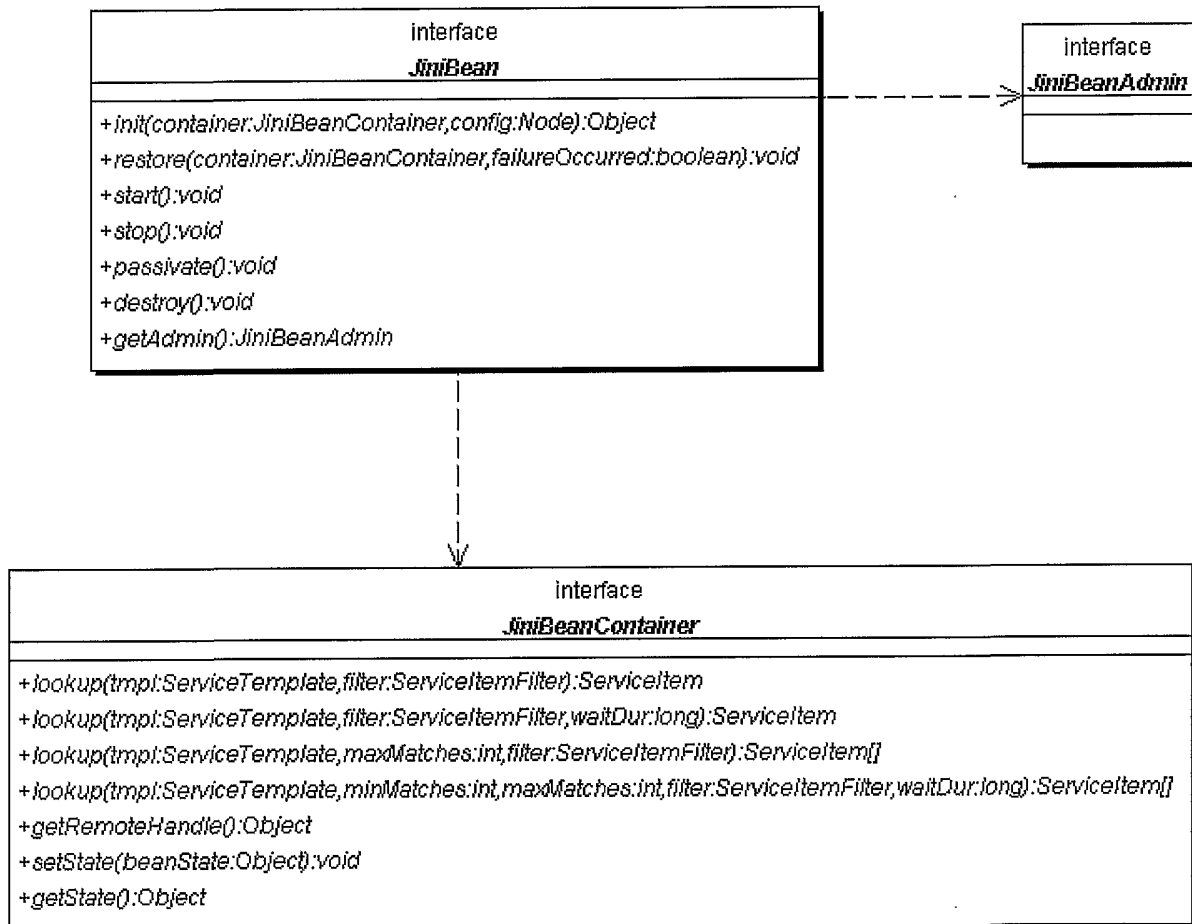 interface
JiniBean
+init(container:JiniBeanContainer,config:Node):Object
+restore(container:JiniBeanContainer,failureOccurred:boolean):void
+start():void
+stop():void
+passivate():void
+destroy():void
+getAdmin():JiniBeanAdmin
interface
JiniBeanAdmin
interface
JiniBeanContainer
+lookup(tmpl:ServiceTemplate,filter:ServiceItemFilter):ServiceItem
+lookup(tmpl:ServiceTemplate,filter:ServiceItemFilter,waitDur:long):ServiceItem
+lookup(tmpl:ServiceTemplate,maxMatches:int,filter:ServiceItemFilter):ServiceItem[]
+lookup(tmpl:ServiceTemplate,minMatches:int,maxMatches:int,filter:ServiceItemFilter,waitDur:long):ServiceItem[]
+getRemoteHandle():Object
+setState(beanState:Object):void
+getState():Object